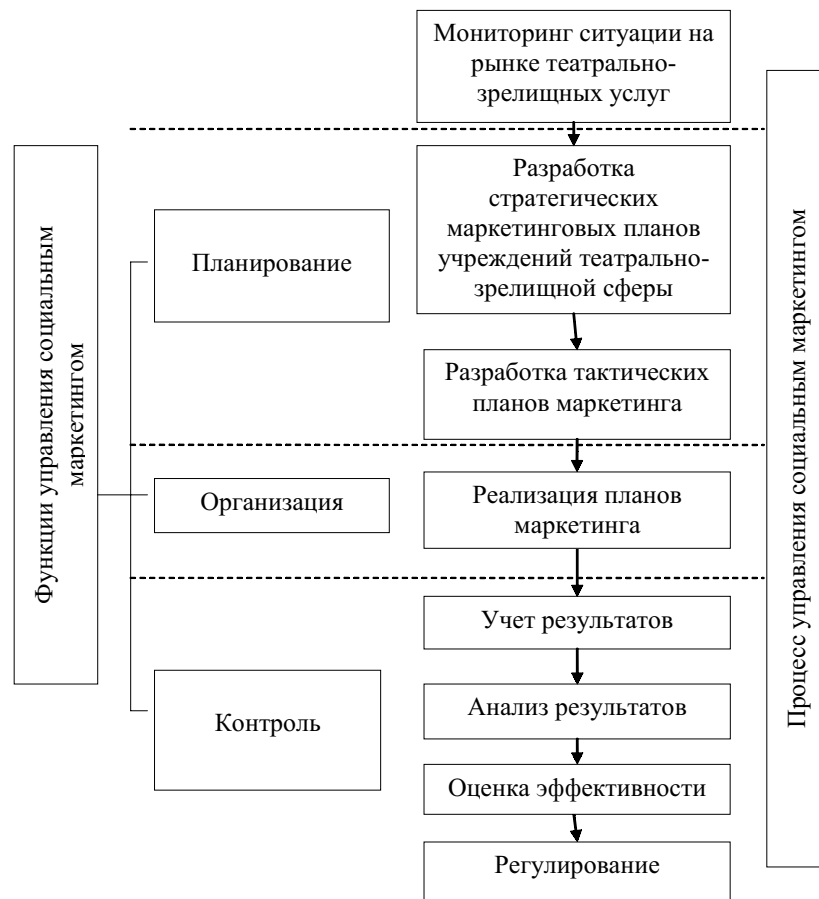 Мониторинг ситуации на
рынке театрально-
зрелищных услуг
Функции управления социальным
маркетингом
Планирование
Разработка
стратегических
маркетинговых планов
учреждений театрально-
зрелищной сферы
Разработка тактических
планов маркетинга
Организация
Реализация планов
маркетинга
Контроль
Учет результатов
Анализ результатов
Оценка эффективности
Регулирование
Процесс управления социальным маркетингом